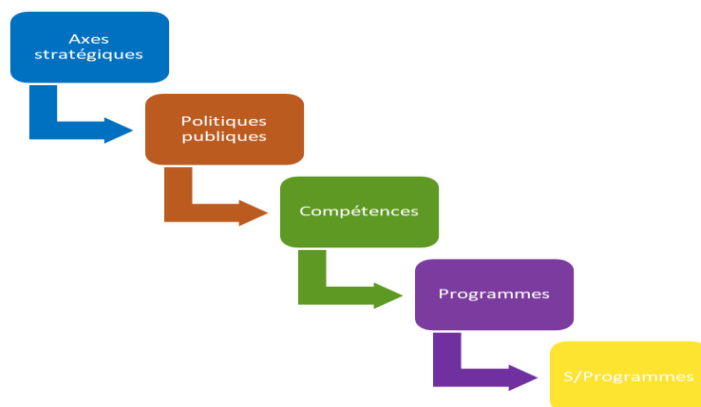 Axes
stratégiques
Politiques
publiques
Compétences
Programmes
S/Programmes